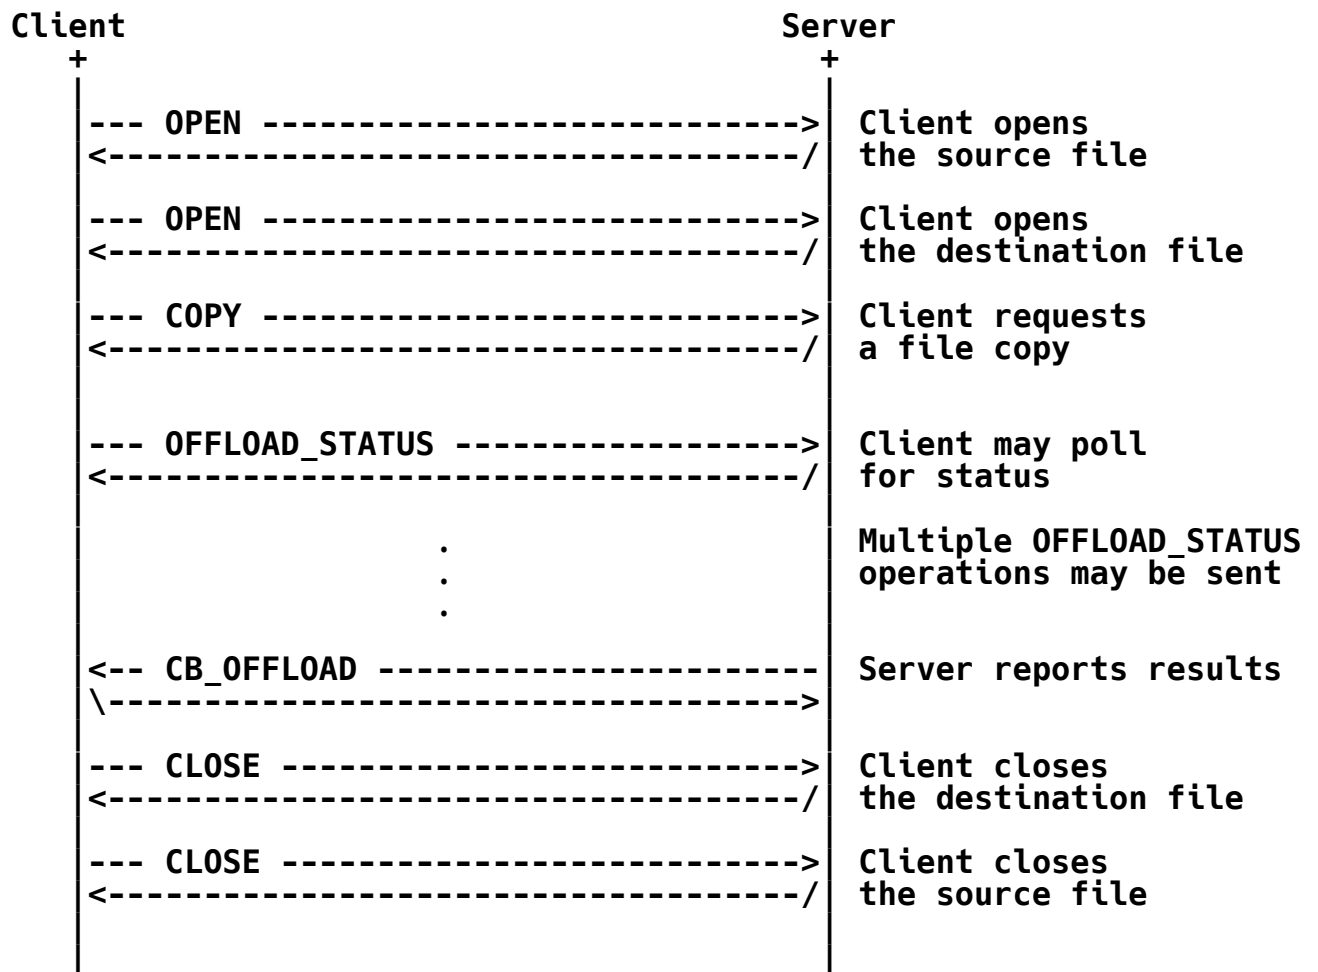 Client                                  Server
   +                                      +
   |                                      |
   |--- OPEN ---------------------------->| Client opens
   |<------------------------------------/| the source file
   |                                      |
   |--- OPEN ---------------------------->| Client opens
   |<------------------------------------/| the destination file
   |                                      |
   |--- COPY ---------------------------->| Client requests
   |<------------------------------------/| a file copy
   |                                      |
   |                                      |
   |--- OFFLOAD_STATUS ------------------>| Client may poll
   |<------------------------------------/| for status
   |                                      |
   |                  .                   | Multiple OFFLOAD_STATUS
   |                  .                   | operations may be sent
   |                  .                   |
   |                                      |
   |<-- CB_OFFLOAD -----------------------| Server reports results
   |\------------------------------------>|
   |                                      |
   |--- CLOSE --------------------------->| Client closes
   |<------------------------------------/| the destination file
   |                                      |
   |--- CLOSE --------------------------->| Client closes
   |<------------------------------------/| the source file
   |                                      |
   |                                      |